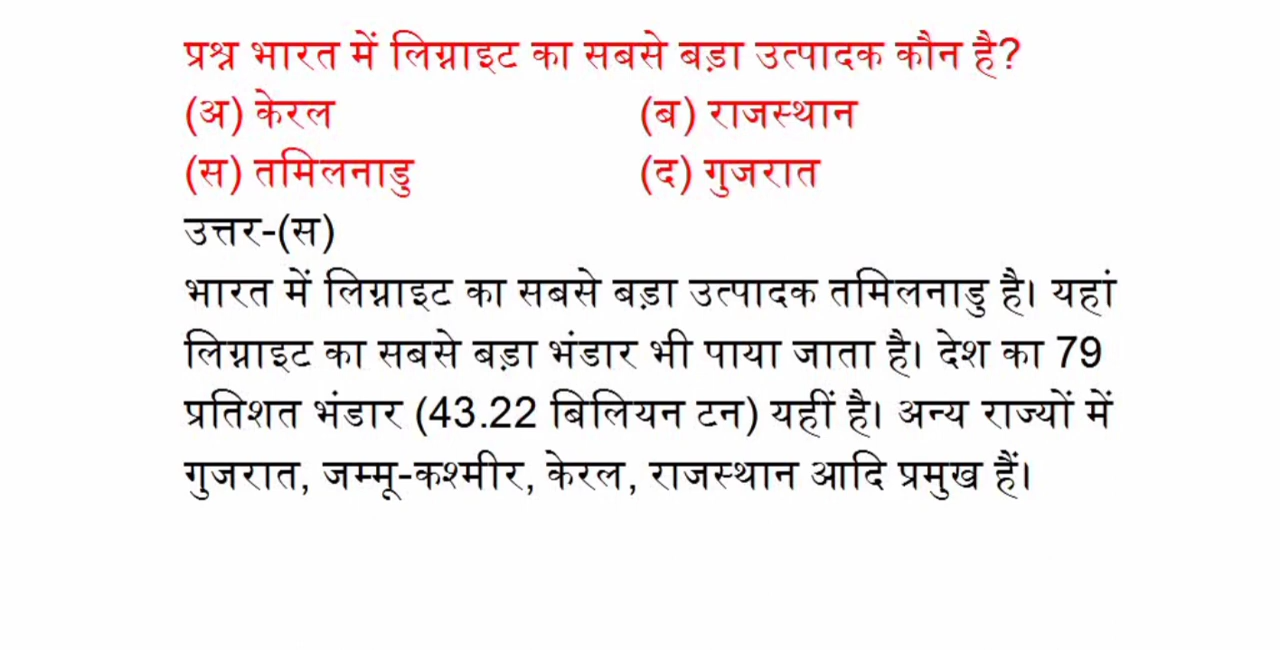 प्रश्न भारत में लिग्नाइट का सबसे बड़ा उत्पादक कौन है?
(अ) केरल (ब) राजस्थान
(स) तमिलनाडु (द) गुजरात
उत्तर-(स)
भारत में लिग्नाइट का सबसे बड़ा उत्पादक तमिलनाडु है। यहां
लिग्नाइट का सबसे बड़ा भंडार भी पाया जाता है। देश का 79
प्रतिशत भंडार (43.22 बिलियन टन) यहीं है। अन्य राज्यों में
गुजरात, जम्मू-कश्मीर, केरल, राजस्थान आदि प्रमुख हैं।